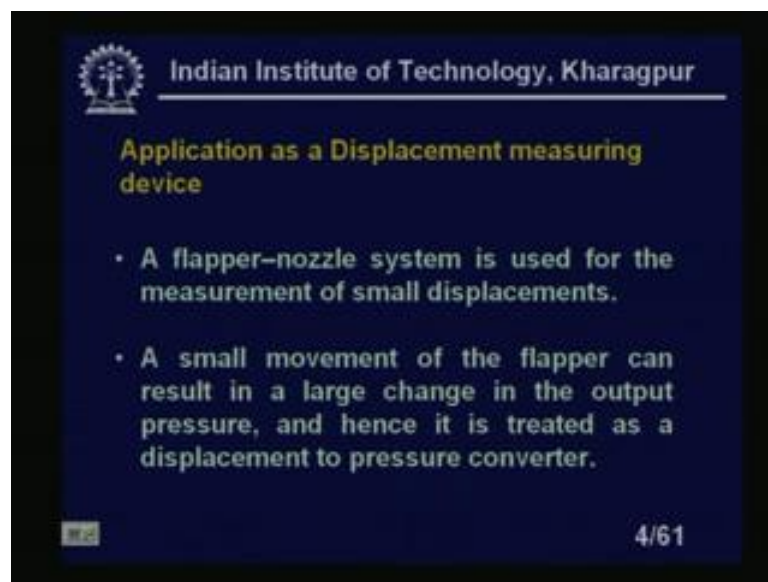 Indian Institute of Technology, Kharagpur
Application as a Displacement measuring
device
• A flapper–nozzle system is used for the
measurement of small displacements.
• A small movement of the flapper can
result in a large change in the output
pressure, and hence it is treated as a
displacement to pressure converter.
4/61